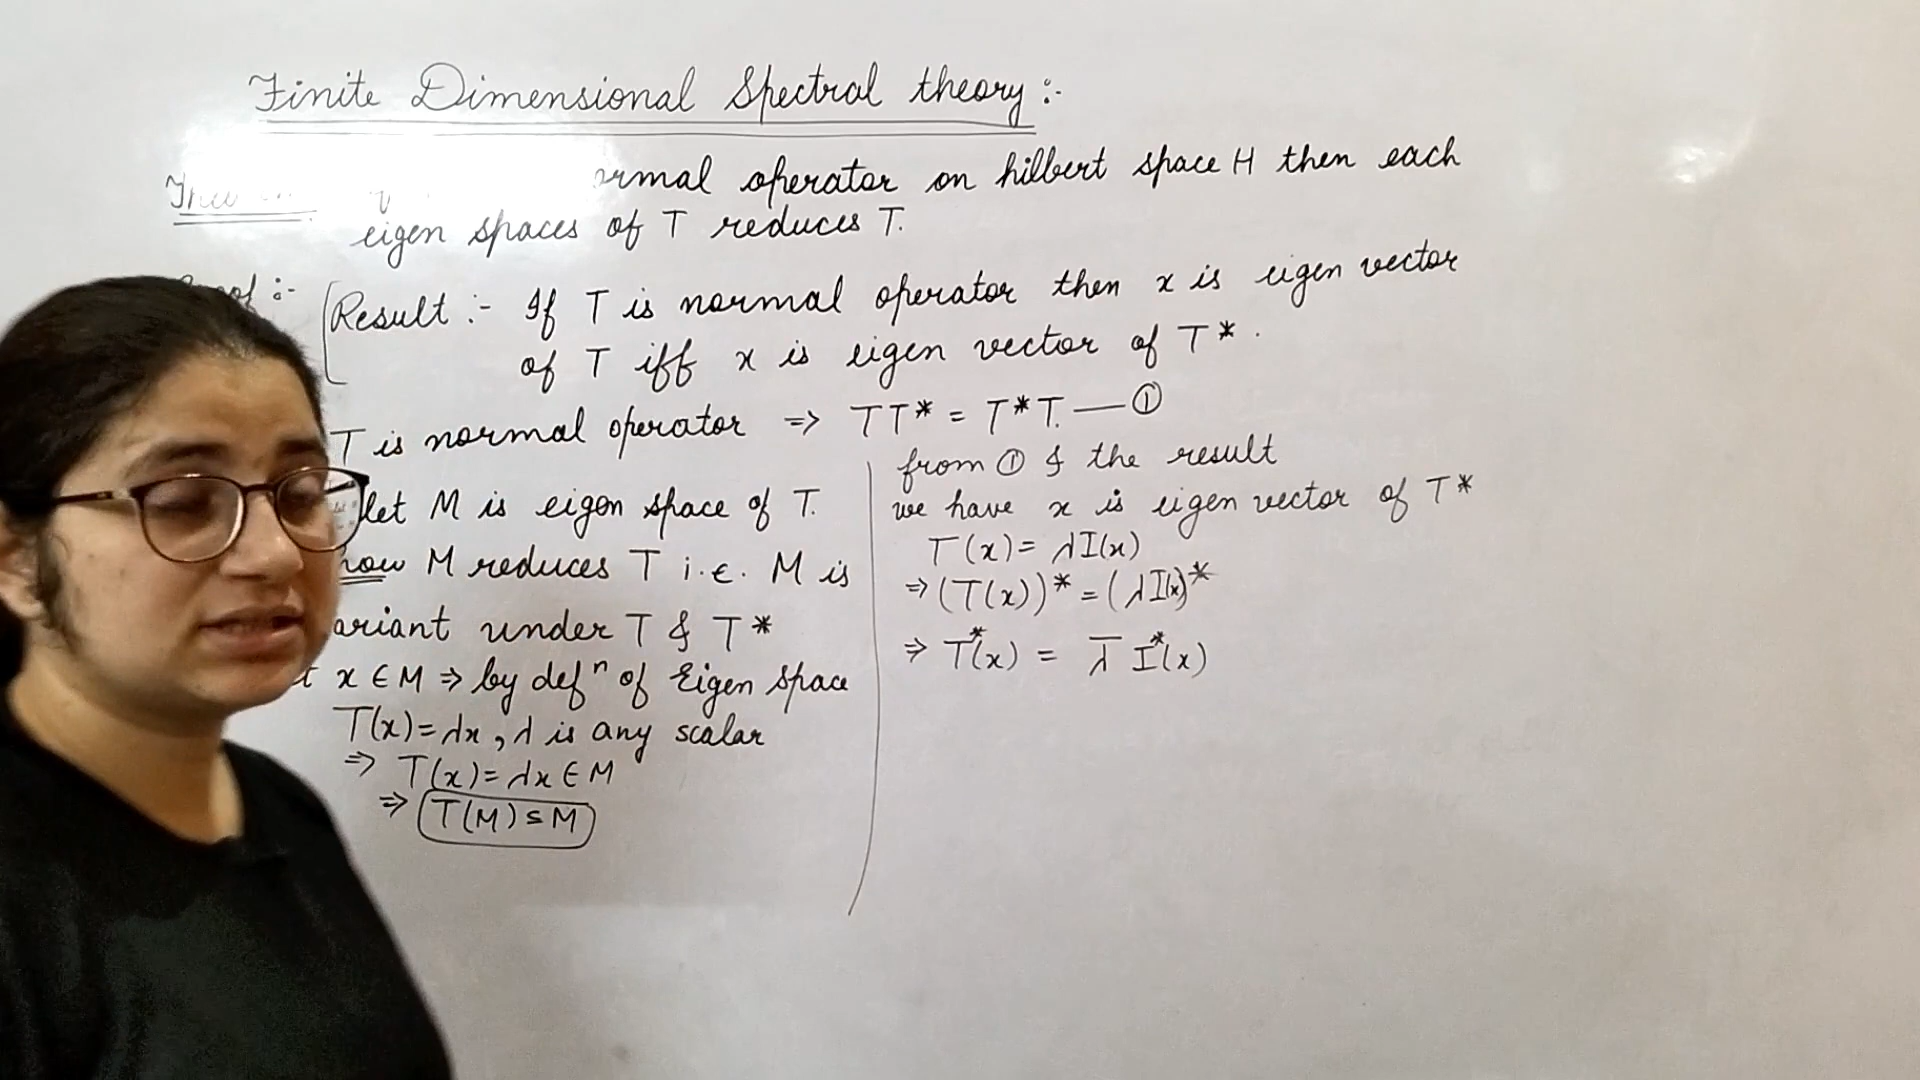 Finite Dimensional Spectral theory :-
ormal operator on hilbert space H then each
eigen spaces of T reduces T.
Proof :-
Result :- If T is normal operator then x is eigen vector
of T iff x is eigen vector of T* .
T is normal operator => TT* = T*T. — ①
let M is eigen space of T.
how M reduces T i.e. M is
ariant under T & T*
t x ∈ M => by defⁿ of Eigen space
T(x) = λx , λ is any scalar
=> T(x) = λx ∈ M
=> T(M) ⊆ M
from ① & the result
we have x is eigen vector of T*
T(x) = λI(x)
=> (T(x))* = (λI(x))*
=> T*(x) = λ̅ I*(x)